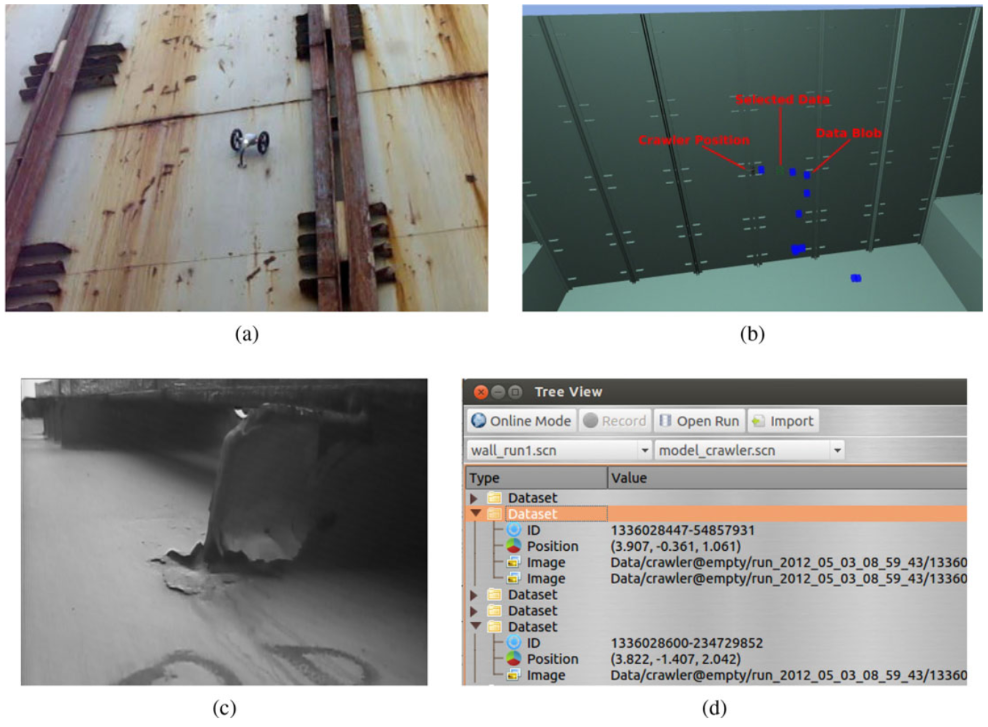 Selected Data
Crawler Position
Data Blob
(a)
(b)
Tree View
Online Mode
Record
Open Run
Import
wall_run1.scn
model_crawler.scn
Type
Value
Dataset
Dataset
ID
1336028447-54857931
Position
(3.907, -0.361, 1.061)
Image
Data/crawler@empty/run_2012_05_03_08_59_43/13360
Image
Data/crawler@empty/run_2012_05_03_08_59_43/13360
Dataset
Dataset
Dataset
ID
1336028600-234729852
Position
(3.822, -1.407, 2.042)
Image
Data/crawler@empty/run_2012_05_03_08_59_43/13360
(c)
(d)